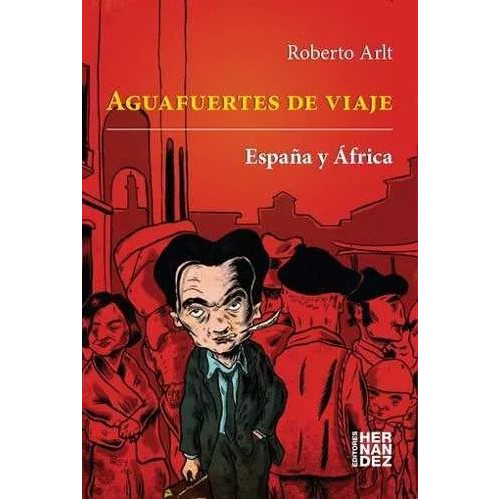 Roberto Arlt
AGUAFUERTES DE VIAJE
España y África
EDITORES
HER
NAN
DEZ